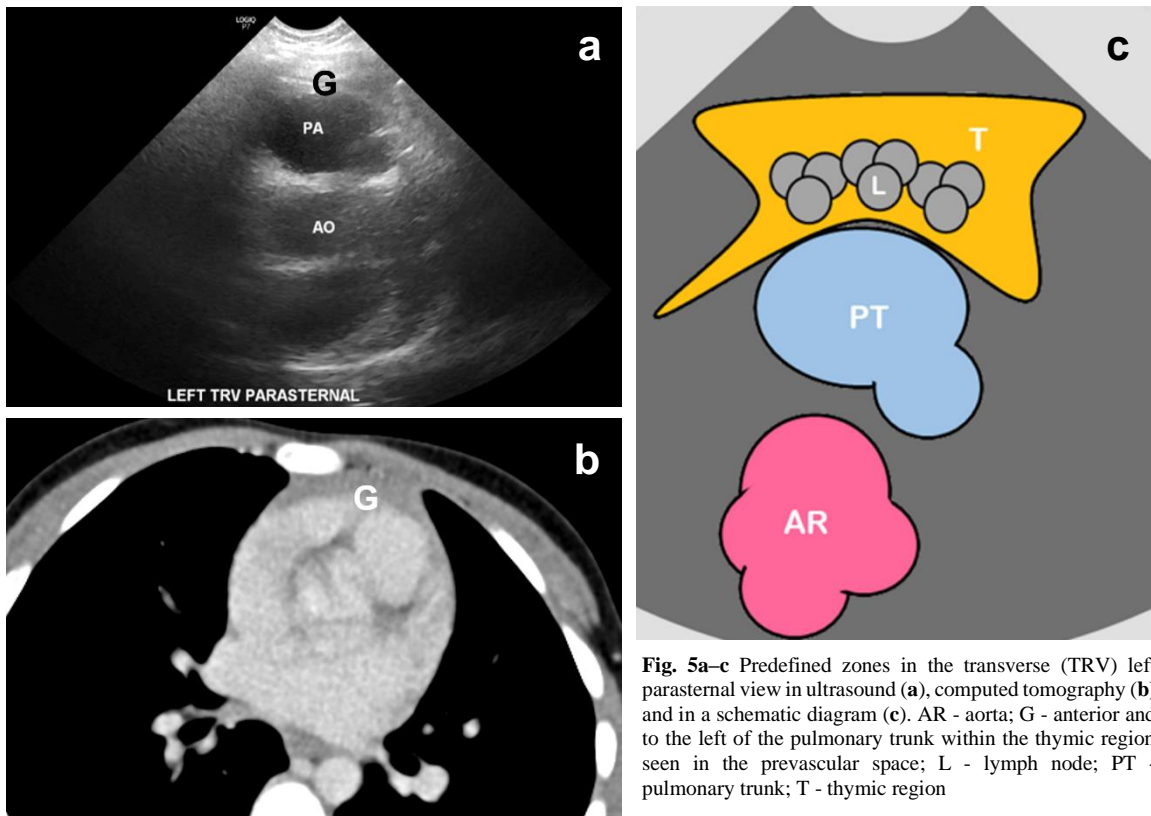 LOGIQ
P7
a
G
PA
AO
LEFT TRV PARASTERNAL
b
G
c
T
L
PT
AR
Fig. 5a–c Predefined zones in the transverse (TRV) left
parasternal view in ultrasound (a), computed tomography (b)
and in a schematic diagram (c). AR - aorta; G - anterior and
to the left of the pulmonary trunk within the thymic region
seen in the prevascular space; L - lymph node; PT -
pulmonary trunk; T - thymic region